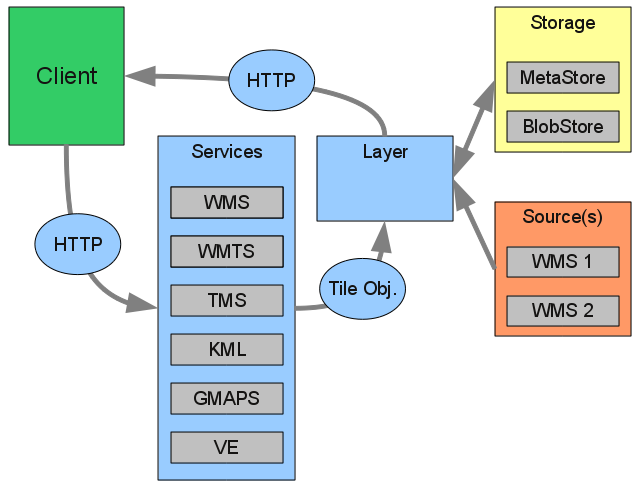 Client
HTTP
HTTP
Services
WMS
WMTS
TMS
KML
GMAPS
VE
Tile Obj.
Layer
Storage
MetaStore
BlobStore
Source(s)
WMS 1
WMS 2